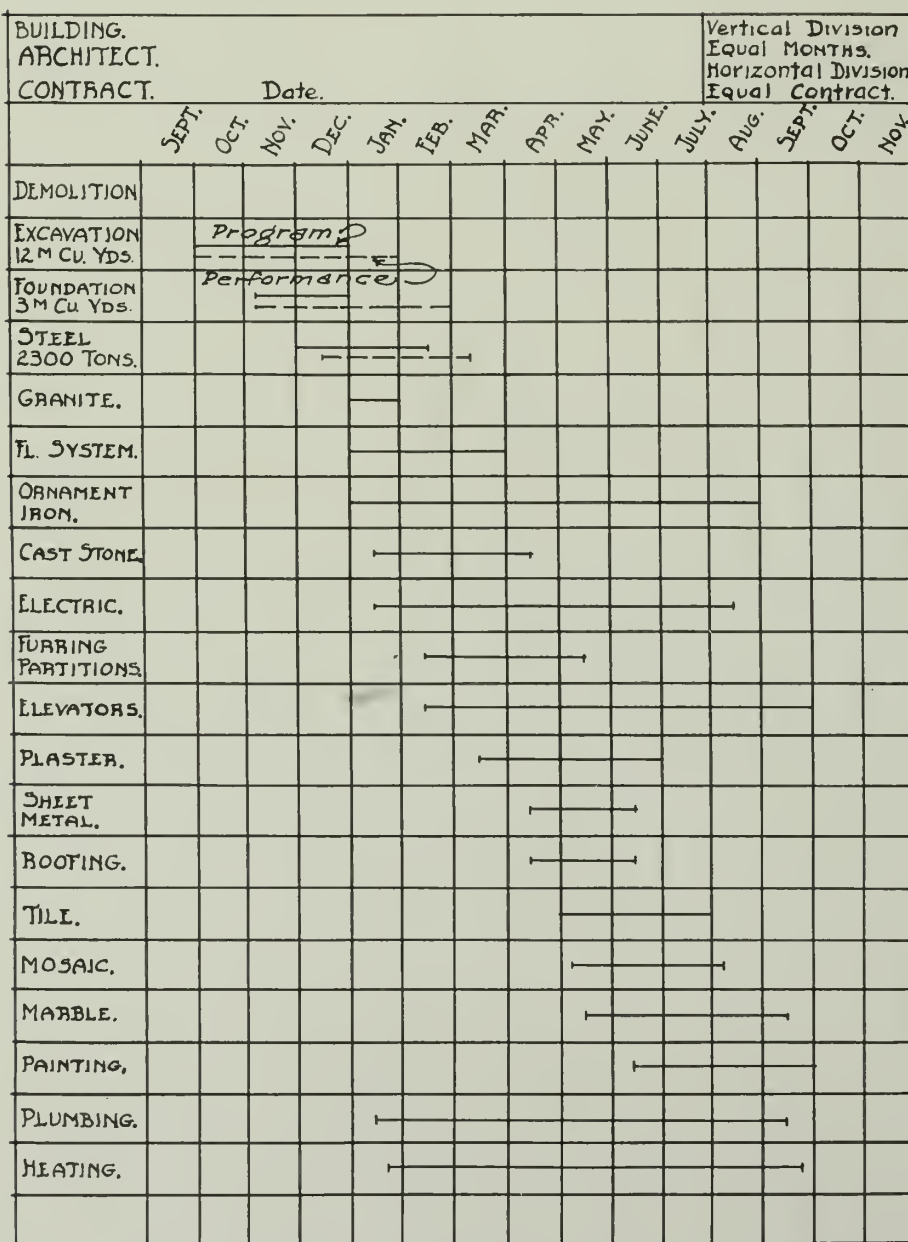 BUILDING.
ARCHITECT.
CONTRACT. Date.
Vertical Division
Equal MONTHS.
Horizontal Division
Equal Contract.
SEPT. OCT. NOV. DEC. JAN. FEB. MAR. APR. MAY. JUNE. JULY. AUG. SEPT. OCT. NOV.
DEMOLITION
EXCAVATION
12 M CU. YDS.
Program
Performance
FOUNDATION
3 M CU YDS.
STEEL
2300 TONS.
GRANITE.
FL. SYSTEM.
ORNAMENT
IRON.
CAST STONE
ELECTRIC.
FURRING
PARTITIONS.
ELEVATORS.
PLASTER.
SHEET
METAL.
ROOFING.
TILE.
MOSAIC.
MARBLE.
PAINTING,
PLUMBING.
HEATING.